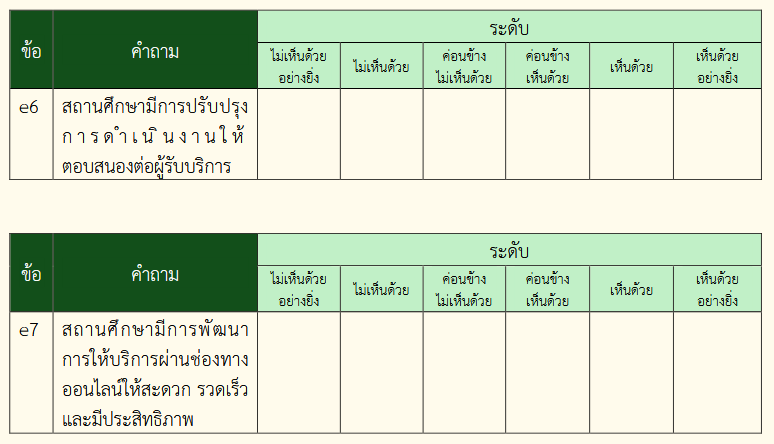 ข้อ คำถาม ระดับ
ไม่เห็นด้วยอย่างยิ่ง ไม่เห็นด้วย ค่อนข้างไม่เห็นด้วย ค่อนข้างเห็นด้วย เห็นด้วย เห็นด้วยอย่างยิ่ง
e6 สถานศึกษามีการปรับปรุง
การดำเนินงานให้
ตอบสนองต่อผู้รับบริการ
ข้อ คำถาม ระดับ
ไม่เห็นด้วยอย่างยิ่ง ไม่เห็นด้วย ค่อนข้างไม่เห็นด้วย ค่อนข้างเห็นด้วย เห็นด้วย เห็นด้วยอย่างยิ่ง
e7 สถานศึกษามีการพัฒนา
การให้บริการผ่านช่องทาง
ออนไลน์ให้สะดวก รวดเร็ว
และมีประสิทธิภาพ